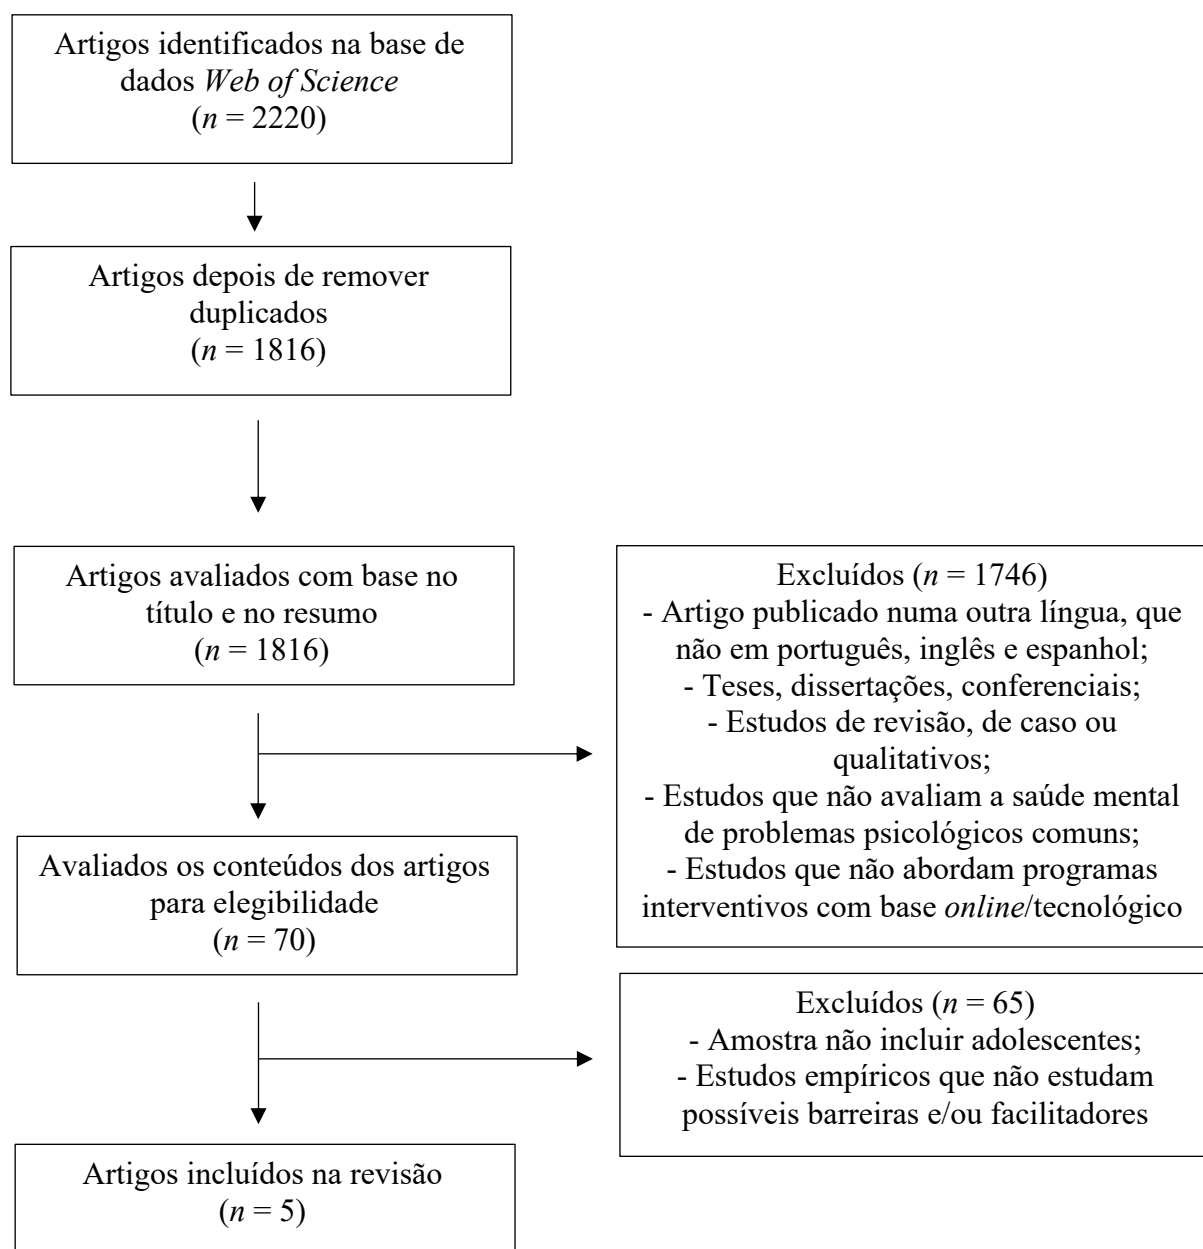 Artigos identificados na base de
dados Web of Science
(n = 2220)
Artigos depois de remover
duplicados
(n = 1816)
Artigos avaliados com base no
título e no resumo
(n = 1816)
Excluídos (n = 1746)
- Artigo publicado numa outra língua, que
não em português, inglês e espanhol;
- Teses, dissertações, conferenciais;
- Estudos de revisão, de caso ou
qualitativos;
- Estudos que não avaliam a saúde mental
de problemas psicológicos comuns;
- Estudos que não abordam programas
interventivos com base online/tecnológico
Avaliados os conteúdos dos artigos
para elegibilidade
(n = 70)
Excluídos (n = 65)
- Amostra não incluir adolescentes;
- Estudos empíricos que não estudam
possíveis barreiras e/ou facilitadores
Artigos incluídos na revisão
(n = 5)